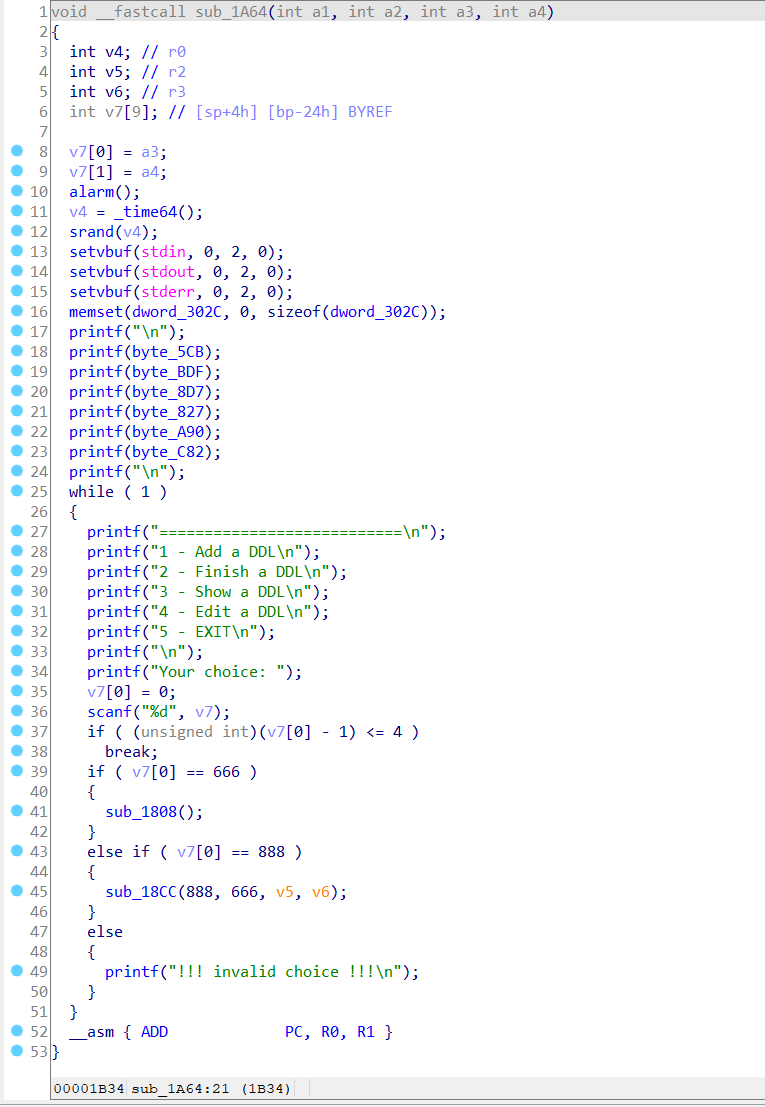 1 void __fastcall sub_1A64(int a1, int a2, int a3, int a4)
2 {
3 int v4; // r0
4 int v5; // r2
5 int v6; // r3
6 int v7[9]; // [sp+4h] [bp-24h] BYREF
7
8 v7[0] = a3;
9 v7[1] = a4;
10 alarm();
11 v4 = _time64();
12 srand(v4);
13 setvbuf(stdin, 0, 2, 0);
14 setvbuf(stdout, 0, 2, 0);
15 setvbuf(stderr, 0, 2, 0);
16 memset(dword_302C, 0, sizeof(dword_302C));
17 printf("\n");
18 printf(byte_5CB);
19 printf(byte_BDF);
20 printf(byte_8D7);
21 printf(byte_827);
22 printf(byte_A90);
23 printf(byte_C82);
24 printf("\n");
25 while ( 1 )
26 {
27 printf("===========================\n");
28 printf("1 - Add a DDL\n");
29 printf("2 - Finish a DDL\n");
30 printf("3 - Show a DDL\n");
31 printf("4 - Edit a DDL\n");
32 printf("5 - EXIT\n");
33 printf("\n");
34 printf("Your choice: ");
35 v7[0] = 0;
36 scanf("%d", v7);
37 if ( (unsigned int)(v7[0] - 1) <= 4 )
38 break;
39 if ( v7[0] == 666 )
40 {
41 sub_1808();
42 }
43 else if ( v7[0] == 888 )
44 {
45 sub_18CC(888, 666, v5, v6);
46 }
47 else
48 {
49 printf("!!! invalid choice !!!\n");
50 }
51 }
52 __asm { ADD PC, R0, R1 }
53 }
00001B34 sub_1A64:21 (1B34)